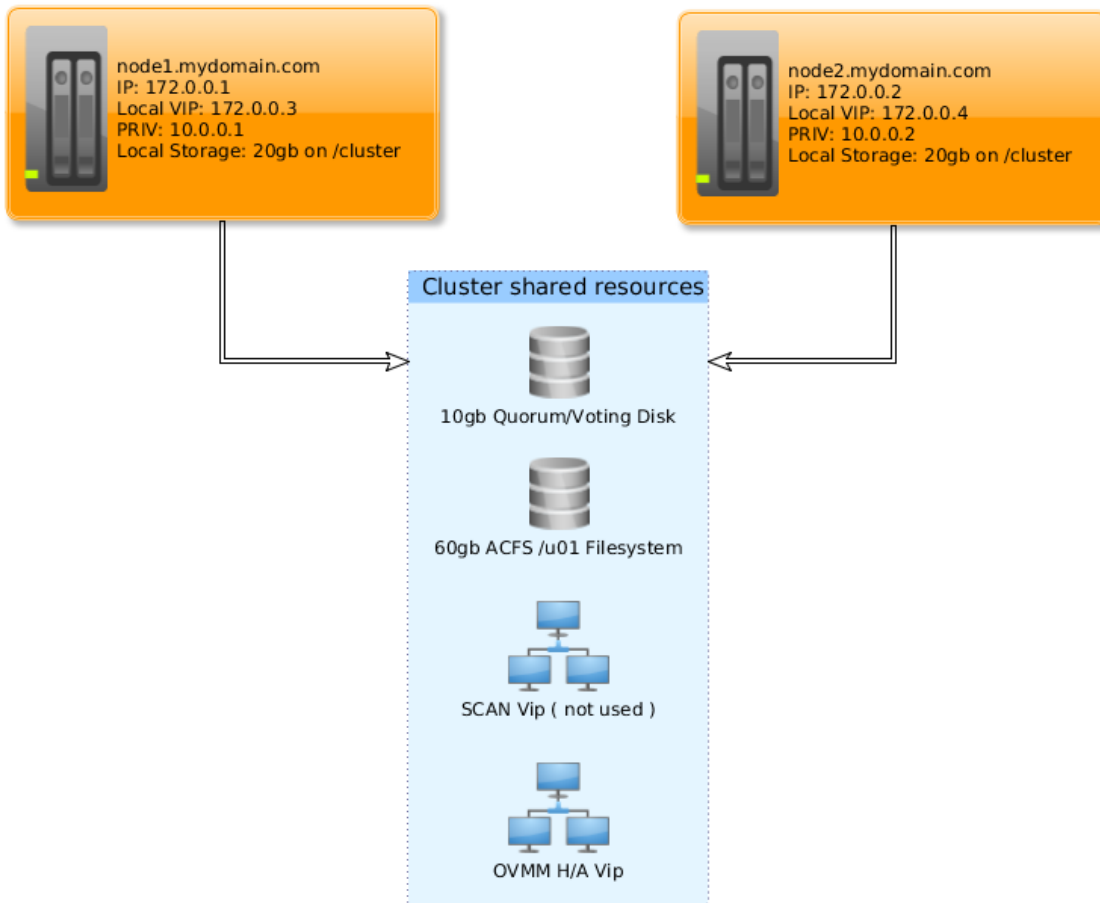 node1.mydomain.com
IP: 172.0.0.1
Local VIP: 172.0.0.3
PRIV: 10.0.0.1
Local Storage: 20gb on /cluster
node2.mydomain.com
IP: 172.0.0.2
Local VIP: 172.0.0.4
PRIV: 10.0.0.2
Local Storage: 20gb on /cluster
Cluster shared resources
10gb Quorum/Voting Disk
60gb ACFS /u01 Filesystem
SCAN Vip ( not used )
OVMM H/A Vip